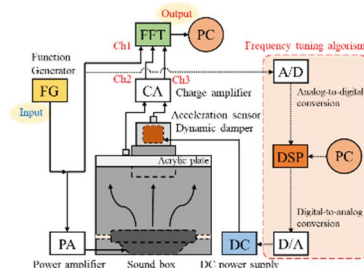 Output
FFT
PC
Ch1
Ch2
Ch3
Function
Generator
FG
Input
CA
Charge amplifier
Acceleration sensor
Dynamic damper
Acrylic plate
PA
Power amplifier
Sound box
DC
DC power supply
Frequency tuning algorism
A/D
Analog-to-digital
conversion
DSP
PC
Digital-to-analog
conversion
D/A